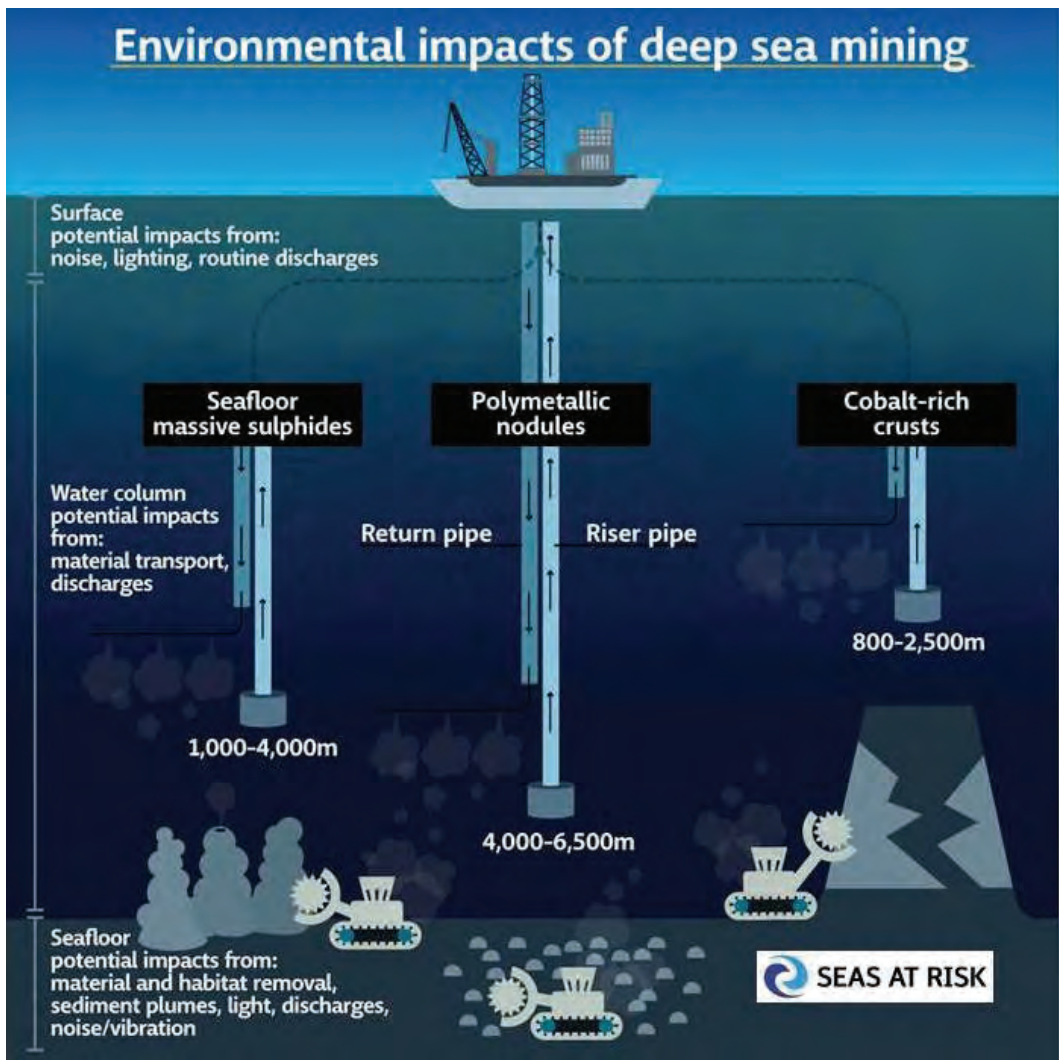 Environmental impacts of deep sea mining
Surface
potential impacts from:
noise, lighting, routine discharges
Seafloor
massive sulphides
Polymetallic
nodules
Cobalt-rich
crusts
Water column
potential impacts
from:
material transport,
discharges
Return pipe
Riser pipe
800-2,500m
1,000-4,000m
4,000-6,500m
Seafloor
potential impacts from:
material and habitat removal,
sediment plumes, light, discharges,
noise/vibration
SEAS AT RISK